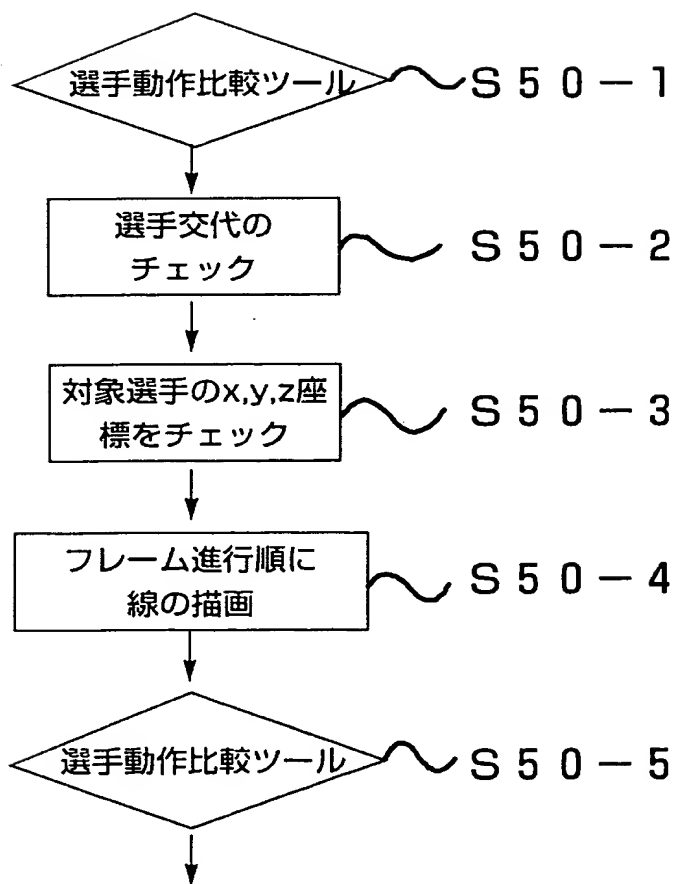 選手動作比較ツール
S50－1
選手交代の
チェック
S50－2
対象選手のx,y,z座
標をチェック
S50－3
フレーム進行順に
線の描画
S50－4
選手動作比較ツール
S50－5